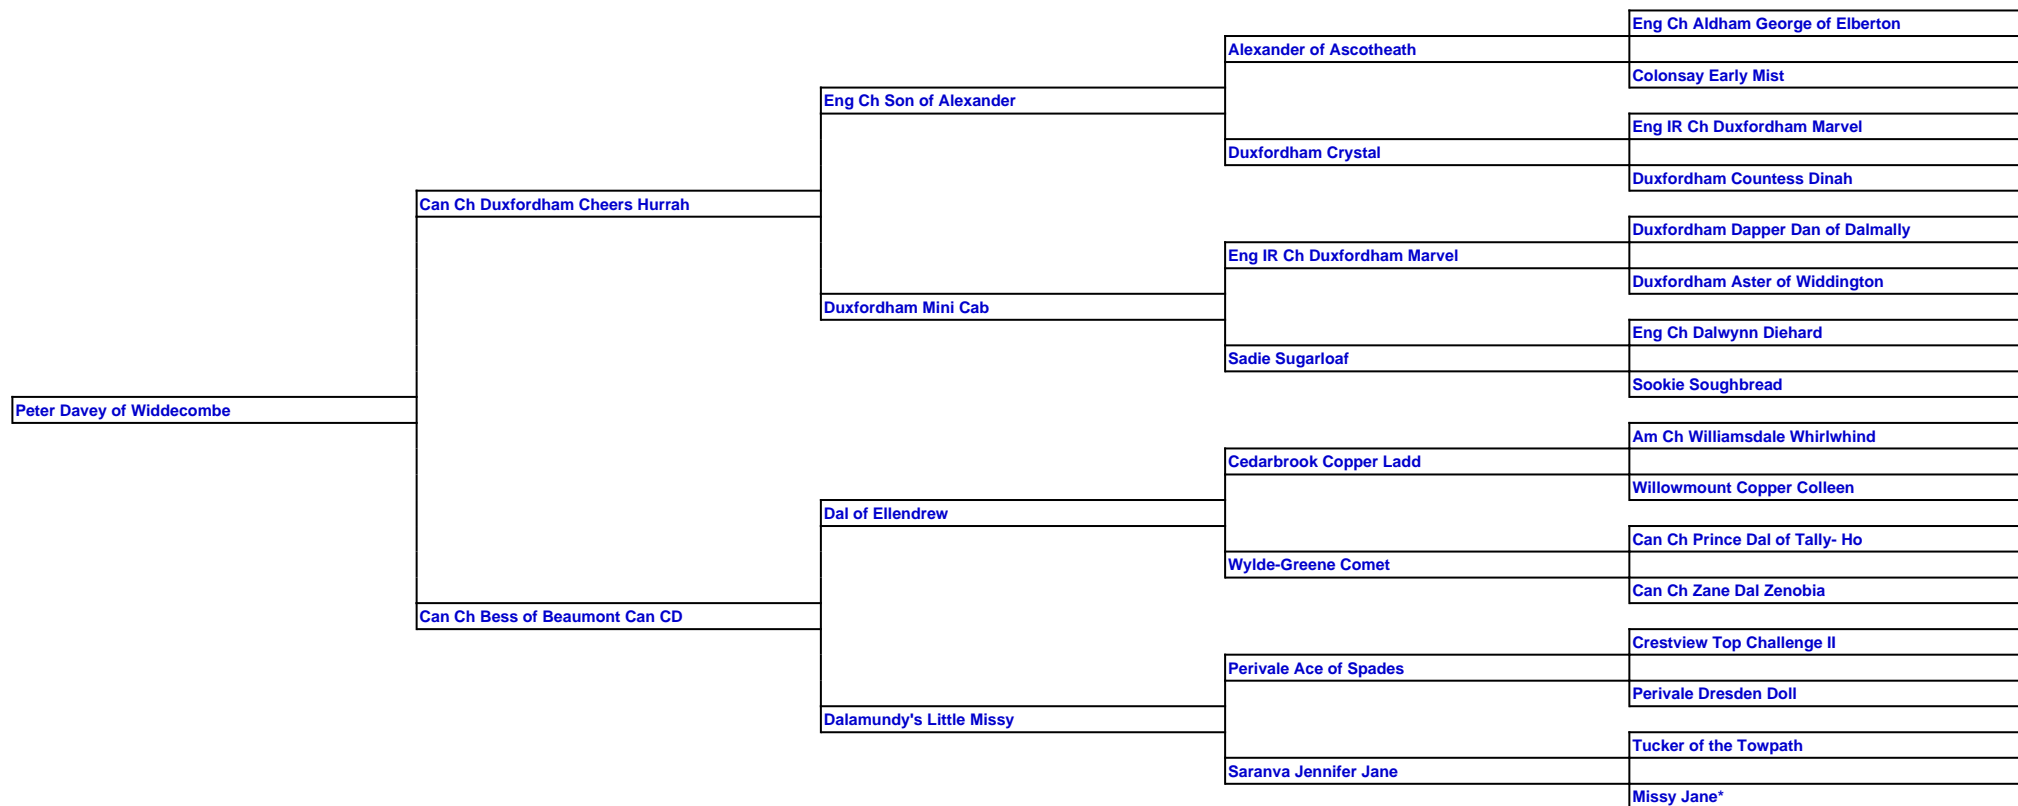 Eng Ch Aldham George of Elberton
Alexander of Ascotheath
Colonsay Early Mist
Eng Ch Son of Alexander
Eng IR Ch Duxfordham Marvel
Duxfordham Crystal
Duxfordham Countess Dinah
Can Ch Duxfordham Cheers Hurrah
Duxfordham Dapper Dan of Dalmally
Eng IR Ch Duxfordham Marvel
Duxfordham Aster of Widdington
Duxfordham Mini Cab
Eng Ch Dalwynn Diehard
Sadie Sugarloaf
Sookie Soughbread
Peter Davey of Widdecombe
Am Ch Williamsdale Whirlwhind
Cedarbrook Copper Ladd
Willowmount Copper Colleen
Dal of Ellendrew
Can Ch Prince Dal of Tally- Ho
Wylde-Greene Comet
Can Ch Zane Dal Zenobia
Can Ch Bess of Beaumont Can CD
Crestview Top Challenge II
Perivale Ace of Spades
Perivale Dresden Doll
Dalamundy's Little Missy
Tucker of the Towpath
Saranva Jennifer Jane
Missy Jane*